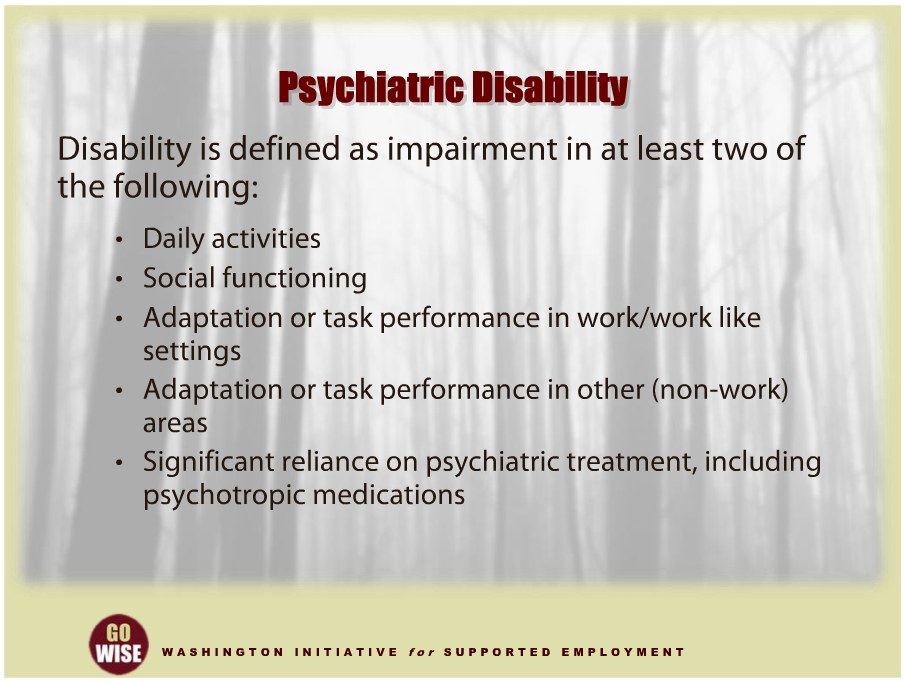 Psychiatric Disability
Disability is defined as impairment in at least two of
the following:
• Daily activities
• Social functioning
• Adaptation or task performance in work/work like
settings
• Adaptation or task performance in other (non-work)
areas
• Significant reliance on psychiatric treatment, including
psychotropic medications
GO
WISE
WASHINGTON INITIATIVE for SUPPORTED EMPLOYMENT